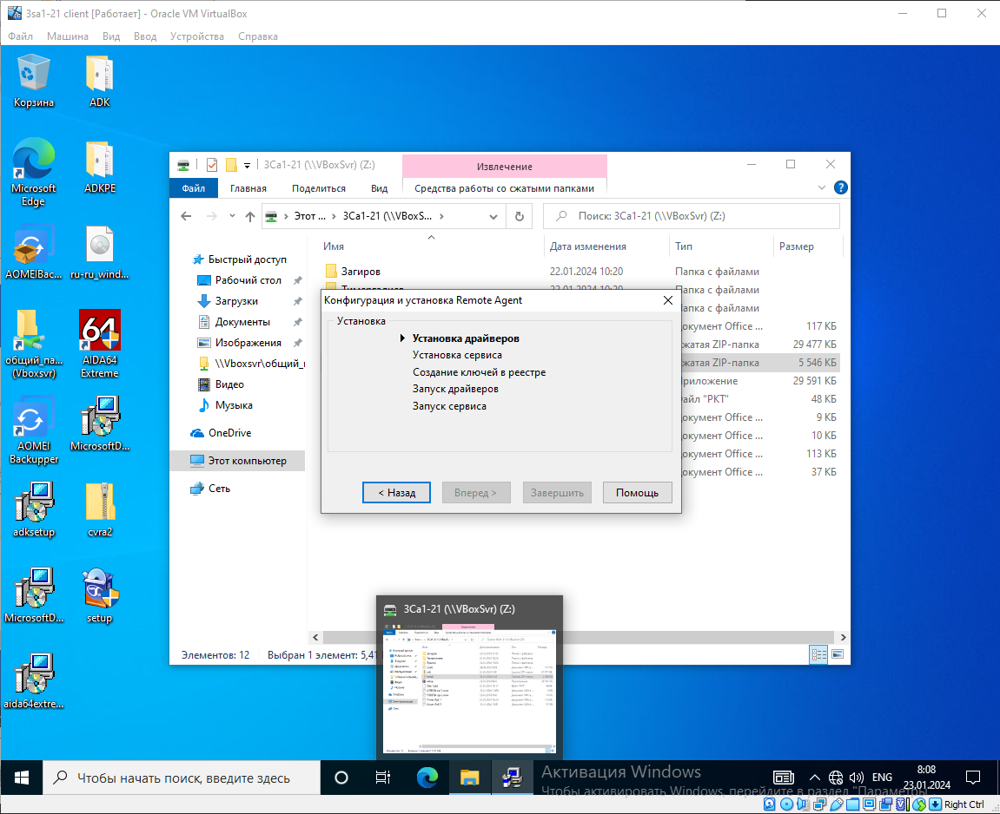 3sa1-21 client [Работает] - Oracle VM VirtualBox
Файл Машина Вид Ввод Устройства Справка
Корзина
ADK
Microsoft Edge
ADKPE
AOMEIBac...
ru-ru_wind...
общий_па... (Vboxsvr)
AIDA64 Extreme
AOMEI Backupper
MicrosoftD...
adksetup
cvra2
MicrosoftD...
setup
aida64extre...
3Ca1-21 (\\VBoxSvr) (Z:)
Извлечение
Файл Главная Поделиться Вид Средства работы со сжатыми папками
Этот ... 3Ca1-21 (\\VBoxS...
Поиск: 3Ca1-21 (\\VBoxSvr) (Z:)
Быстрый доступ
Рабочий стол
Загрузки
Документы
Изображения
\\Vboxsvr\общий_
Видео
Музыка
OneDrive
Этот компьютер
Сеть
Имя Дата изменения Тип Размер
Загиров 22.01.2024 10:20 Папка с файлами
Папка с файлами
апка с файлами
окумент Office ... 117 КБ
жатая ZIP-папка 29 477 КБ
жатая ZIP-папка 5 546 КБ
риложение 29 591 КБ
айл "PKT" 48 КБ
окумент Office ... 9 КБ
окумент Office ... 10 КБ
окумент Office ... 113 КБ
окумент Office ... 37 КБ
Конфигурация и установка Remote Agent
Установка
Установка драйверов
Установка сервиса
Создание ключей в реестре
Запуск драйверов
Запуск сервиса
< Назад Вперед > Завершить Помощь
Элементов: 12 Выбран 1 элемент: 5,41
3Ca1-21 (\\VBoxSvr) (Z:)
Чтобы начать поиск, введите здесь
Активация Windows
Чтобы активировать Windows, перейдите в раздел "Параметры".
ENG
8:08
23.01.2024
Right Ctrl